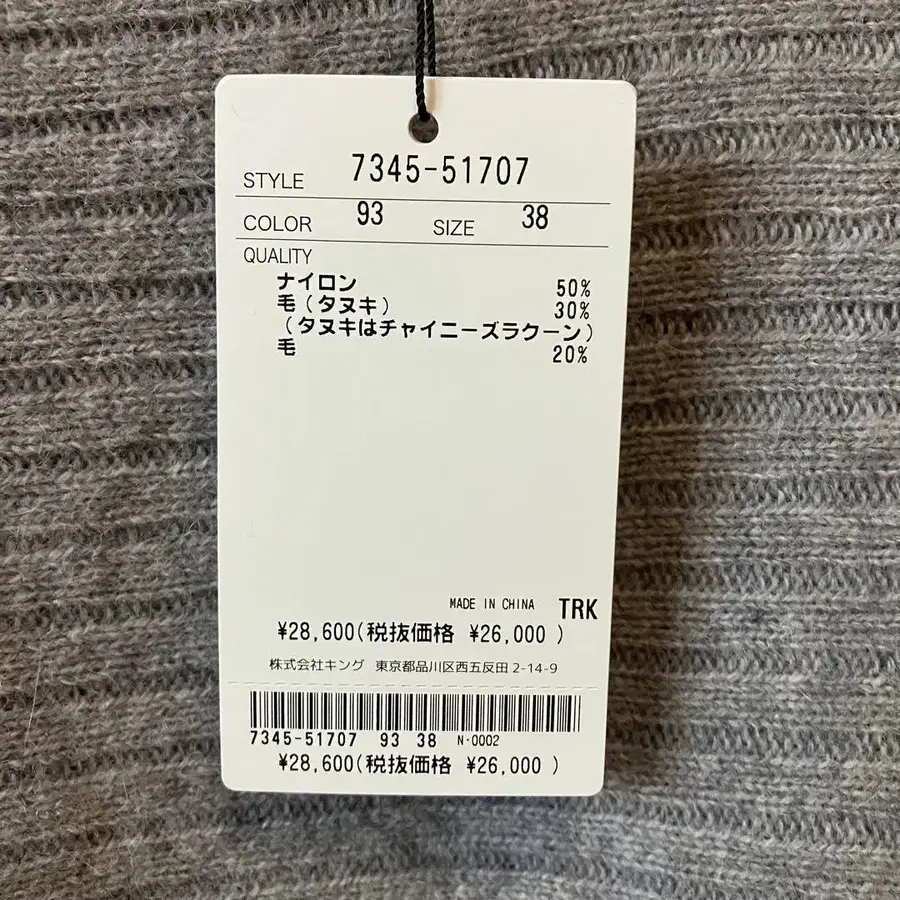 STYLE 7345-51707
COLOR 93 SIZE 38
QUALITY
ナイロン 50%
毛(タヌキ) 30%
(タヌキはチャイニーズラクーン)
毛 20%
MADE IN CHINA TRK
¥28,600(税抜価格 ¥26,000 )
株式会社キング 東京都品川区西五反田 2-14-9
7345-51707 93 38 N-0002
¥28,600(税抜価格 ¥26,000 )